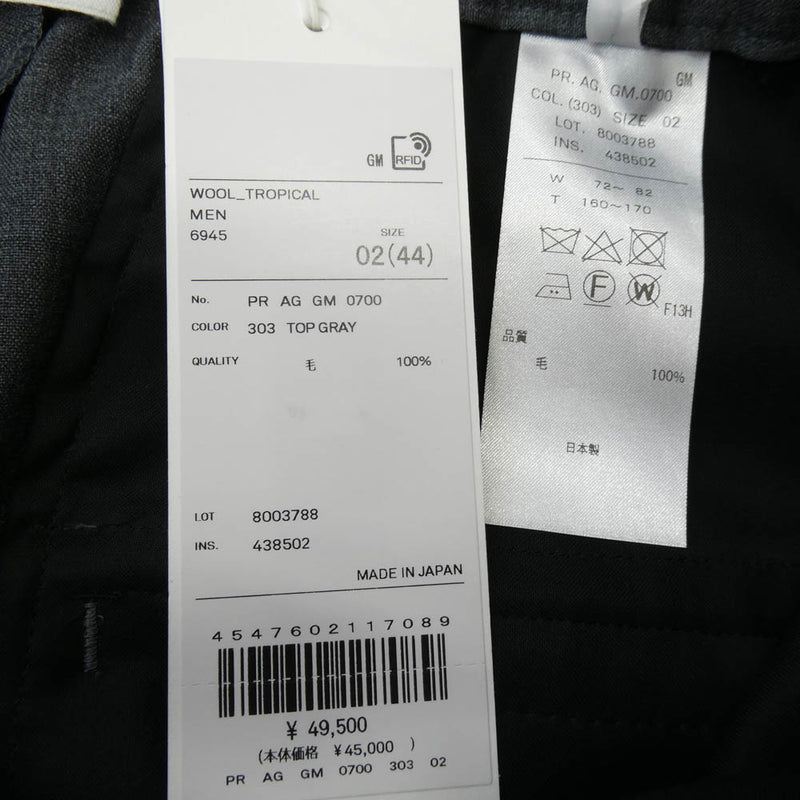 GM RFID
WOOL_TROPICAL
MEN
6945
SIZE
02(44)
No. PR AG GM 0700
COLOR 303 TOP GRAY
QUALITY 毛 100%
LOT 8003788
INS. 438502
MADE IN JAPAN
4547602117089
¥ 49,500
(本体価格 ¥45,000 )
PR AG GM 0700 303 02
GM
PR. AG. GM.0700
COL. (303) SIZE 02
LOT. 8003788
INS. 438502
W 72~ 82
T 160~170
F W
F13H
品質
毛 100%
日本製